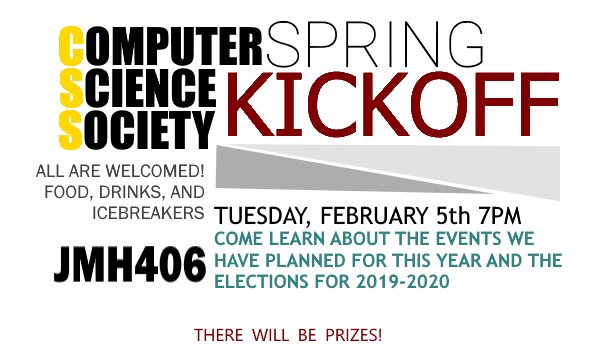 COMPUTER
SCIENCE
SOCIETY
SPRING
KICKOFF
ALL ARE WELCOMED!
FOOD, DRINKS, AND
ICEBREAKERS
JMH406
TUESDAY, FEBRUARY 5th 7PM
COME LEARN ABOUT THE EVENTS WE
HAVE PLANNED FOR THIS YEAR AND THE
ELECTIONS FOR 2019-2020
THERE WILL BE PRIZES!